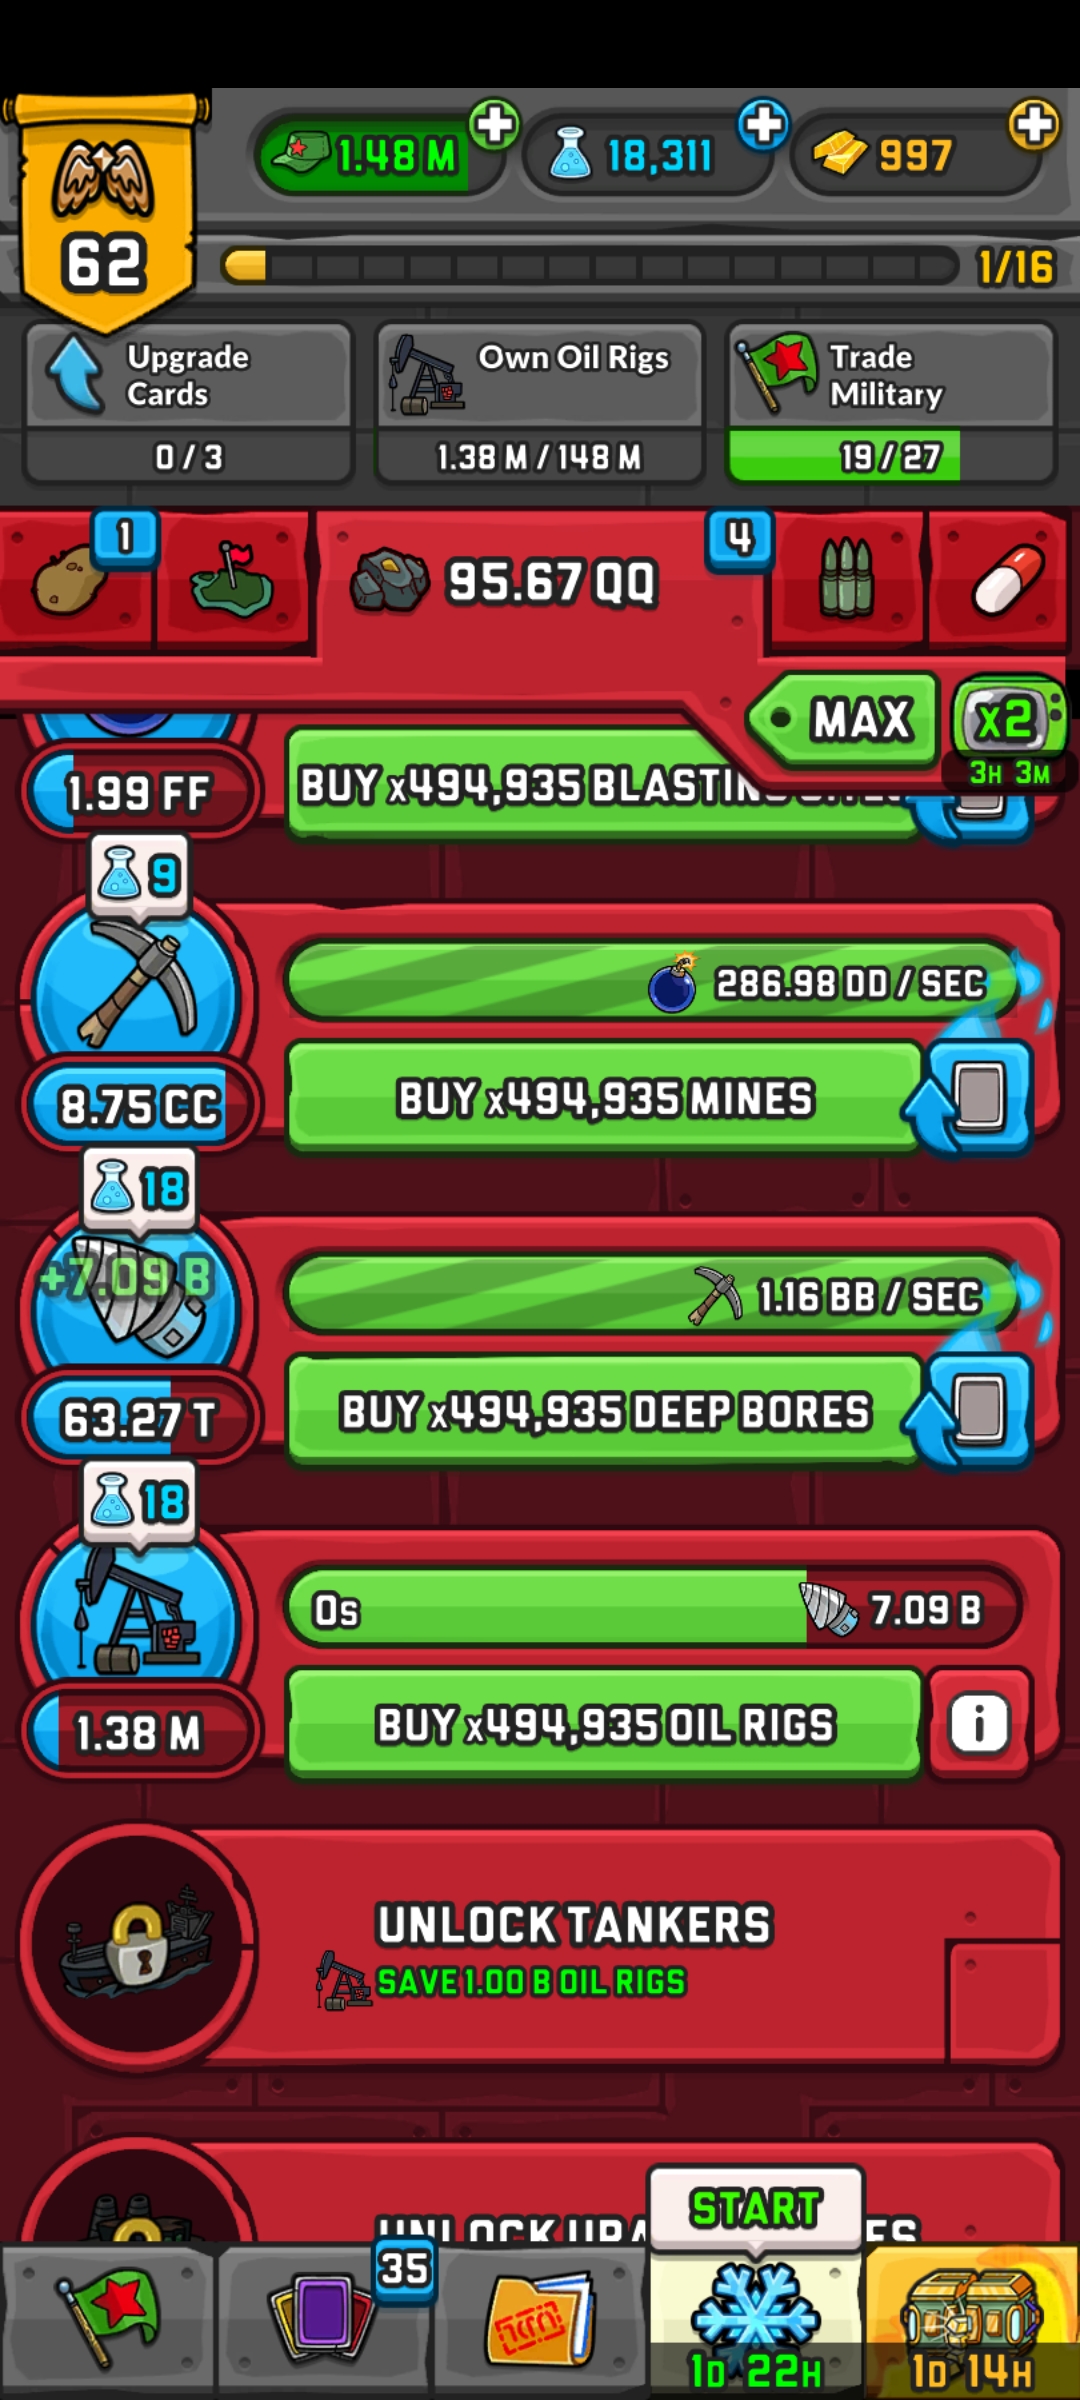 1.48 M
18,311
997
62
1/16
Upgrade
Cards
0 / 3
Own Oil Rigs
1.38 M / 148 M
Trade
Military
19 / 27
1
95.67 QQ
4
MAX
x2
3H 3M
1.99 FF
BUY x494,935
9
286.98 DD / SEC
8.75 CC
BUY x494,935 MINES
18
+7.09 B
1.16 BB / SEC
63.27 T
BUY x494,935 DEEP BORES
18
0s
7.09 B
1.38 M
BUY x494,935 OIL RIGS
i
UNLOCK TANKERS
SAVE 1.00 B OIL RIGS
UNLOCK
START
35
1D 22H
1D 14H